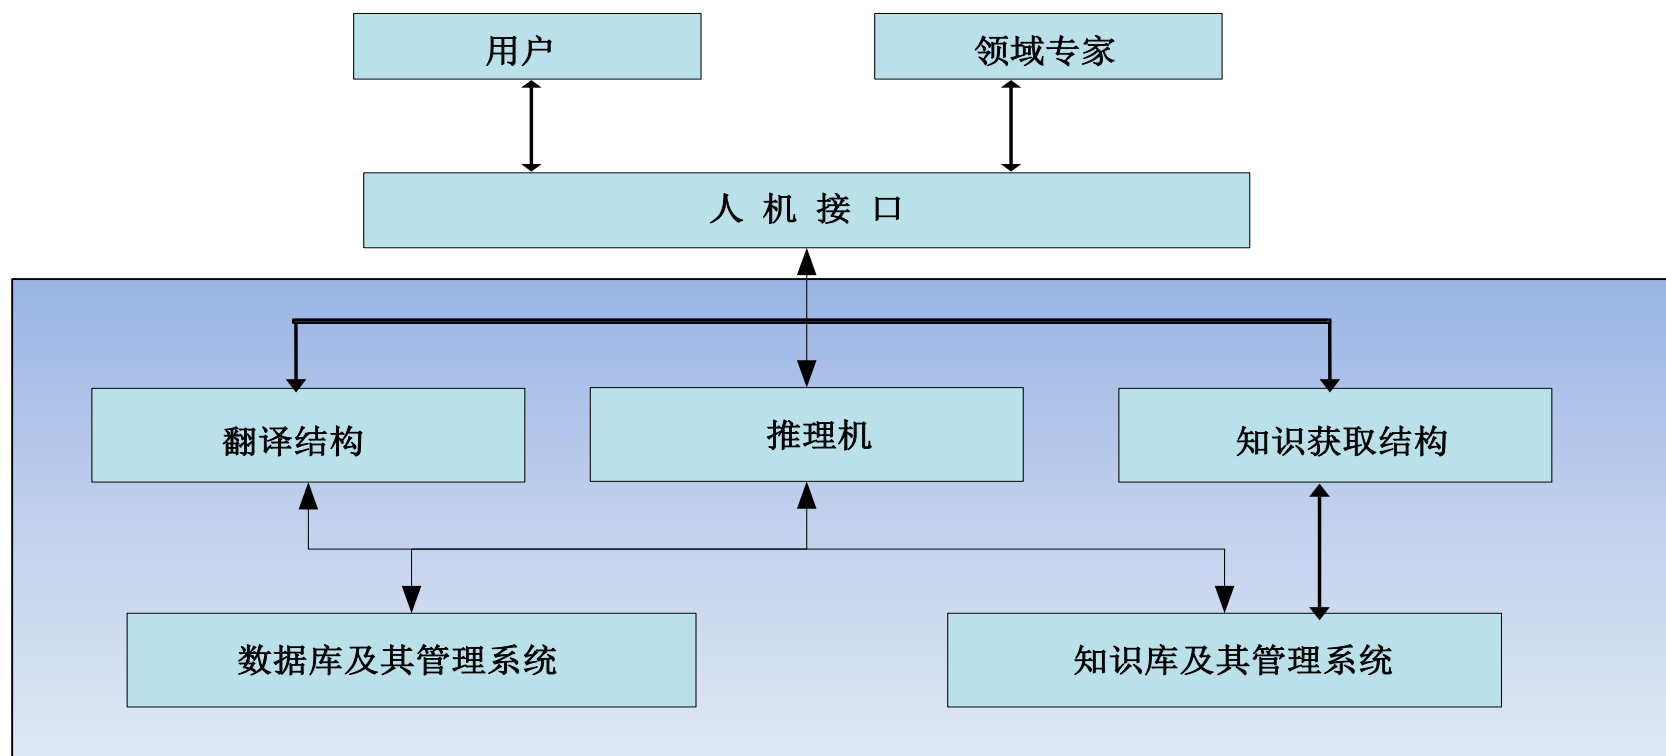 用户
领域专家
人 机 接 口
翻译结构
推理机
知识获取结构
数据库及其管理系统
知识库及其管理系统